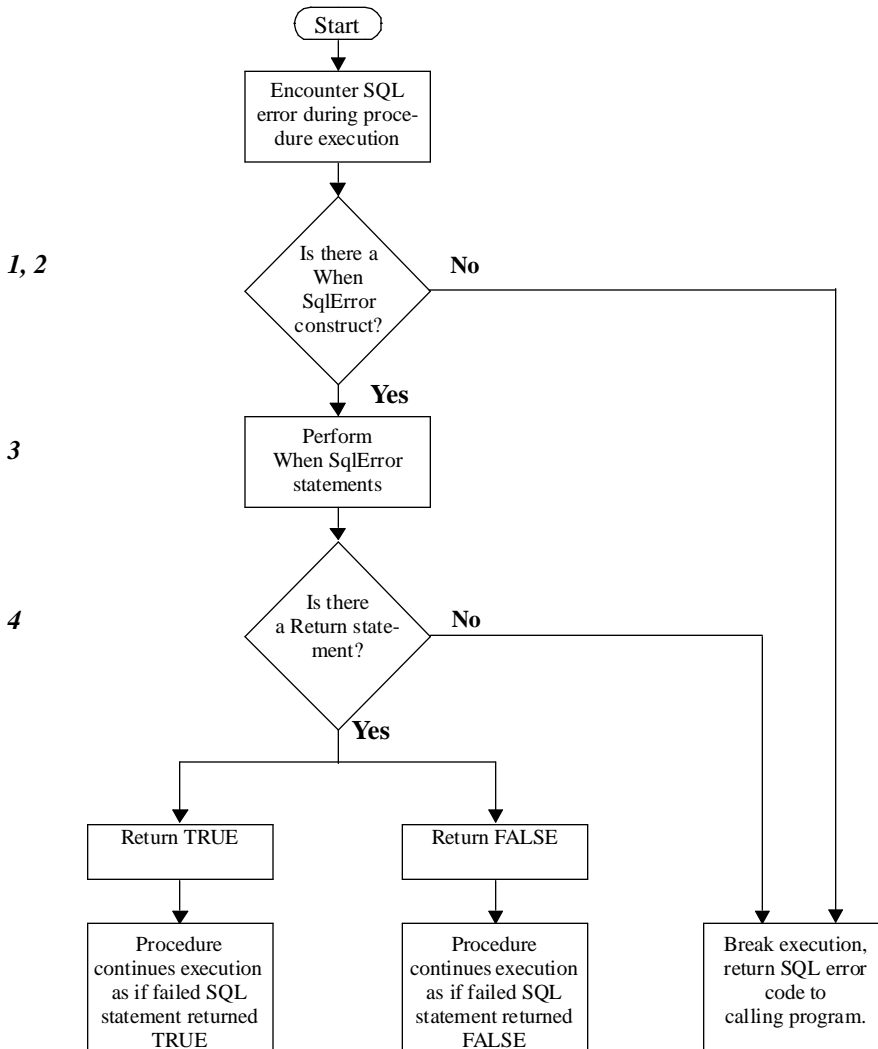 Start
Encounter SQL
error during proce-
dure execution
1, 2
Is there a
When
SqlError
construct?
No
Yes
3
Perform
When SqlError
statements
4
Is there
a Return state-
ment?
No
Yes
Return TRUE
Return FALSE
Procedure
continues execution
as if failed SQL
statement returned
TRUE
Procedure
continues execution
as if failed SQL
statement returned
FALSE
Break execution,
return SQL error
code to
calling program.